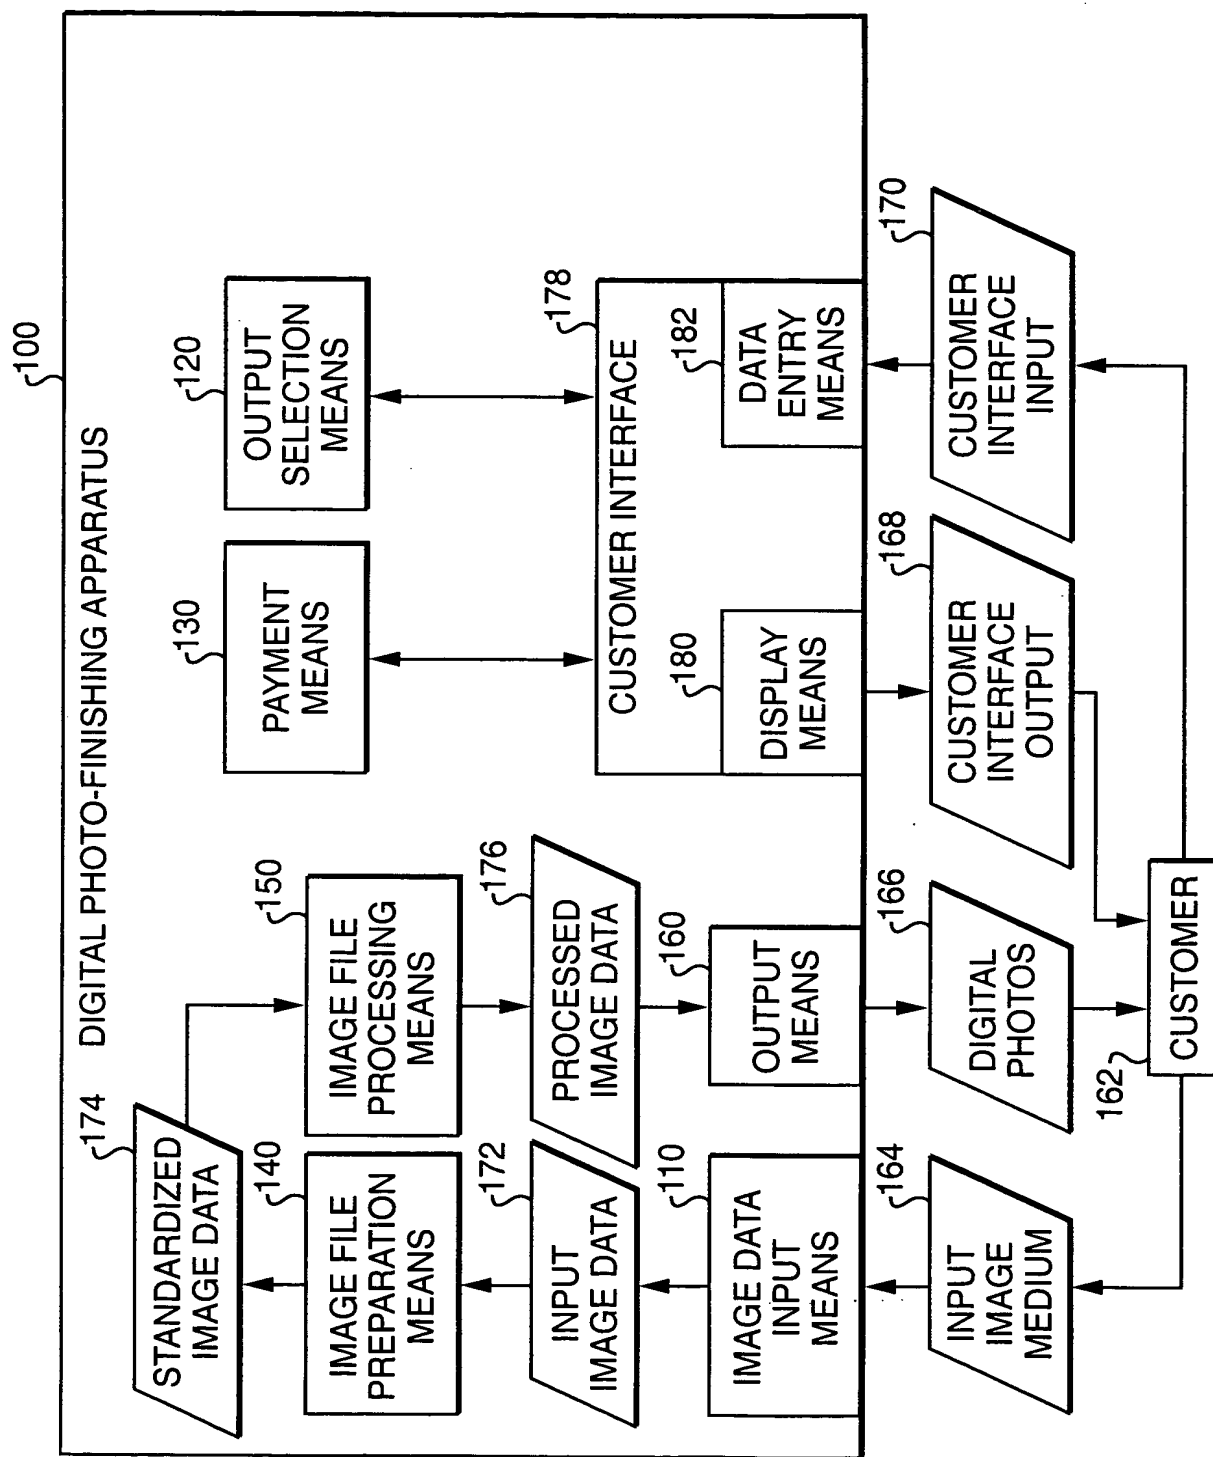 100
DIGITAL PHOTO-FINISHING APPARATUS
174
STANDARDIZED
IMAGE DATA
140
IMAGE FILE
PREPARATION
MEANS
150
IMAGE FILE
PROCESSING
MEANS
130
PAYMENT
MEANS
120
OUTPUT
SELECTION
MEANS
172
INPUT
IMAGE DATA
176
PROCESSED
IMAGE DATA
178
CUSTOMER INTERFACE
110
IMAGE DATA
INPUT
MEANS
160
OUTPUT
MEANS
180
DISPLAY
MEANS
182
DATA
ENTRY
MEANS
164
INPUT
IMAGE
MEDIUM
166
DIGITAL
PHOTOS
168
CUSTOMER
INTERFACE
OUTPUT
170
CUSTOMER
INTERFACE
INPUT
162
CUSTOMER